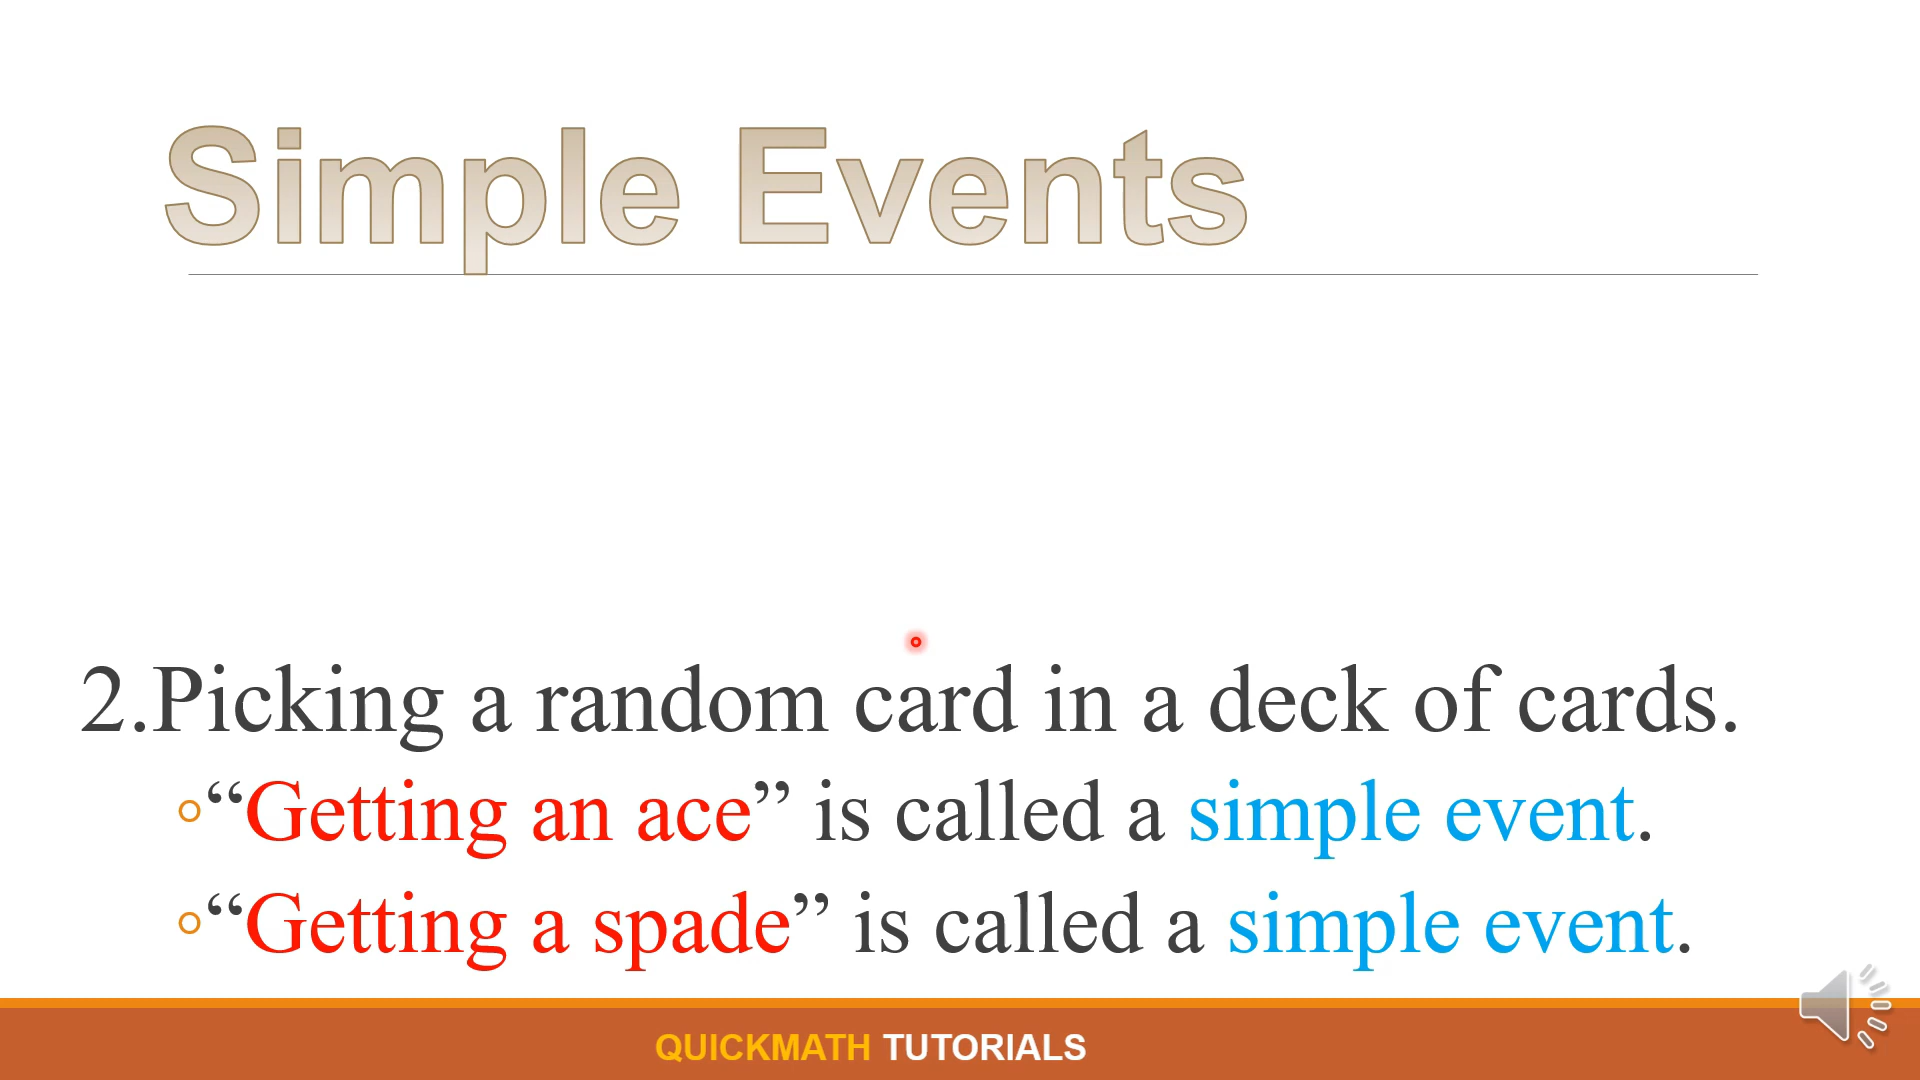 Simple Events
2.Picking a random card in a deck of cards.
◦“Getting an ace” is called a simple event.
◦“Getting a spade” is called a simple event.
QUICKMATH TUTORIALS